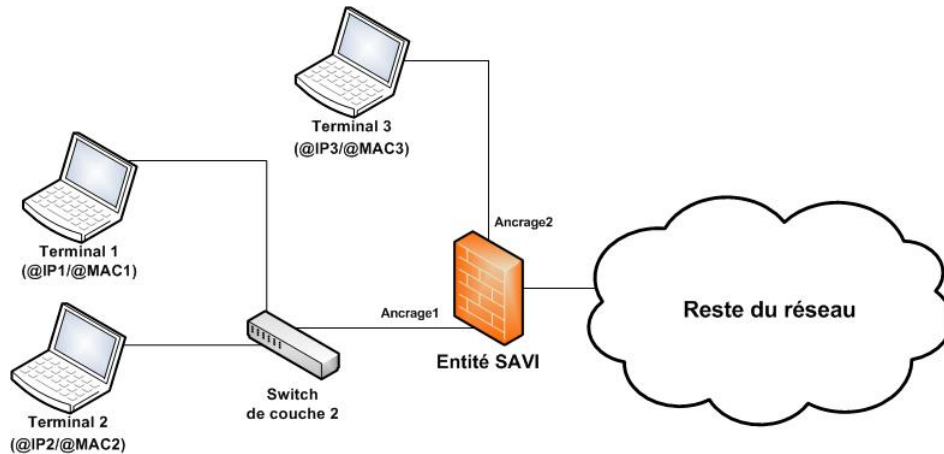 Terminal 3
(@IP3/@MAC3)
Terminal 1
(@IP1/@MAC1)
Ancrage2
Reste du réseau
Ancrage1
Entité SAVI
Switch
de couche 2
Terminal 2
(@IP2/@MAC2)